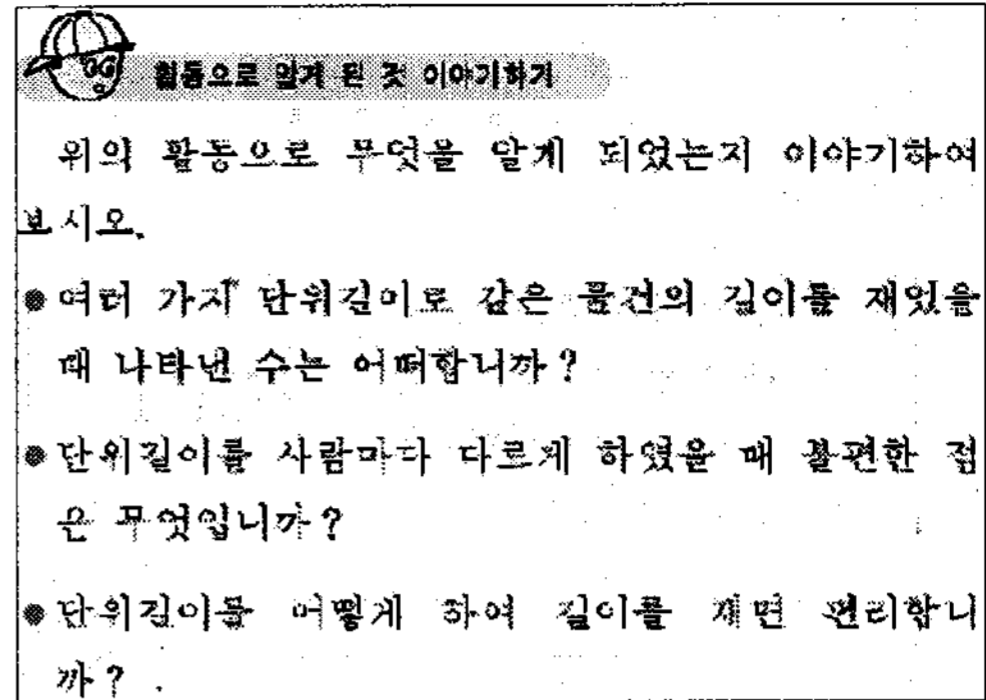 활동으로 알게 된 것 이야기하기
위의 활동으로 무엇을 알게 되었는지 이야기하여
보시오.
● 여러 가지 단위길이로 같은 물건의 길이를 재었을
때 나타낸 수는 어떠합니까?
● 단위길이를 사람마다 다르게 하였을 때 불편한 점
은 무엇입니까?
● 단위길이를 어떻게 하여 길이를 재면 편리합니
까?